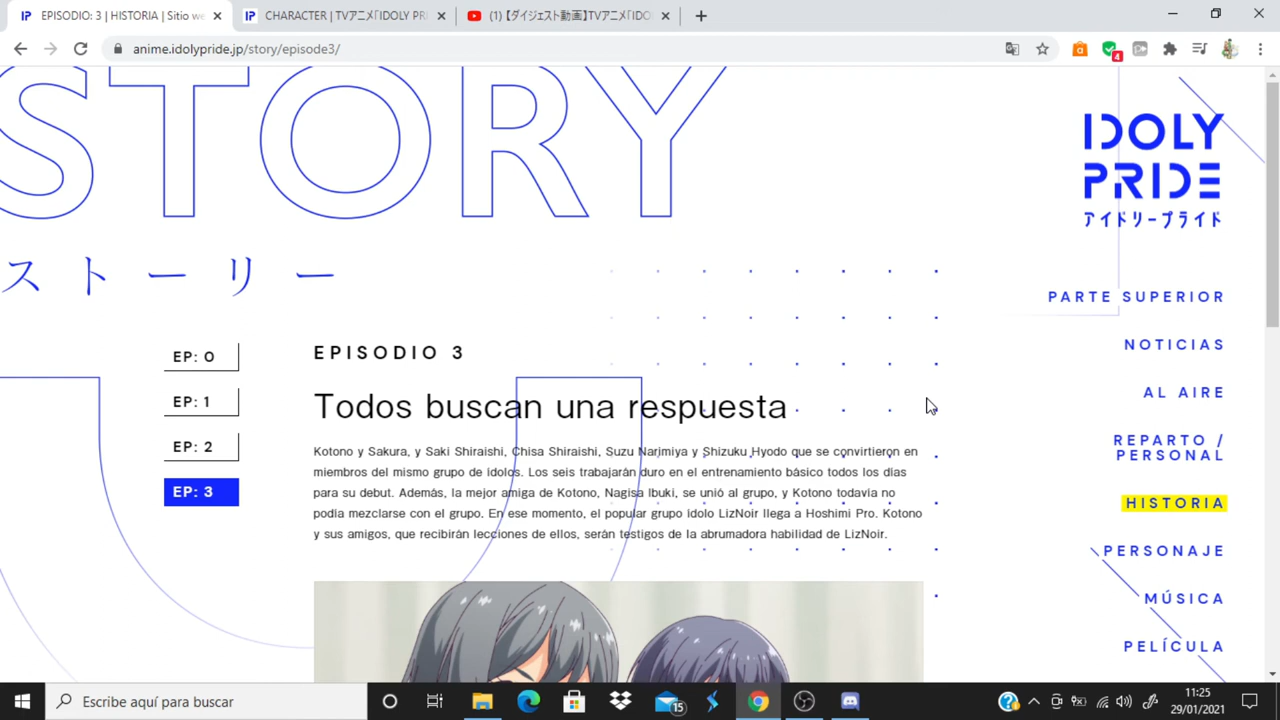 EPISODIO: 3 | HISTORIA | Sitio we
CHARACTER | TVアニメ「IDOLY PRI
(1) 【ダイジェスト動画】TVアニメ「IDO
anime.idolypride.jp/story/episode3/
4
STORY
ストーリー
IDOLY
PRIDE
アイドリープライド
PARTE SUPERIOR
NOTICIAS
AL AIRE
REPARTO /
PERSONAL
HISTORIA
PERSONAJE
MÚSICA
PELÍCULA
EP: 0
EP: 1
EP: 2
EP: 3
EPISODIO 3
Todos buscan una respuesta
Kotono y Sakura, y Saki Shiraishi, Chisa Shiraishi, Suzu Narimiya y Shizuku Hyodo que se convirtieron en
miembros del mismo grupo de ídolos. Los seis trabajarán duro en el entrenamiento básico todos los días
para su debut. Además, la mejor amiga de Kotono, Nagisa Ibuki, se unió al grupo, y Kotono todavía no
podía mezclarse con el grupo. En ese momento, el popular grupo ídolo LizNoir llega a Hoshimi Pro. Kotono
y sus amigos, que recibirán lecciones de ellos, serán testigos de la abrumadora habilidad de LizNoir.
Escribe aquí para buscar
15
11:25
29/01/2021